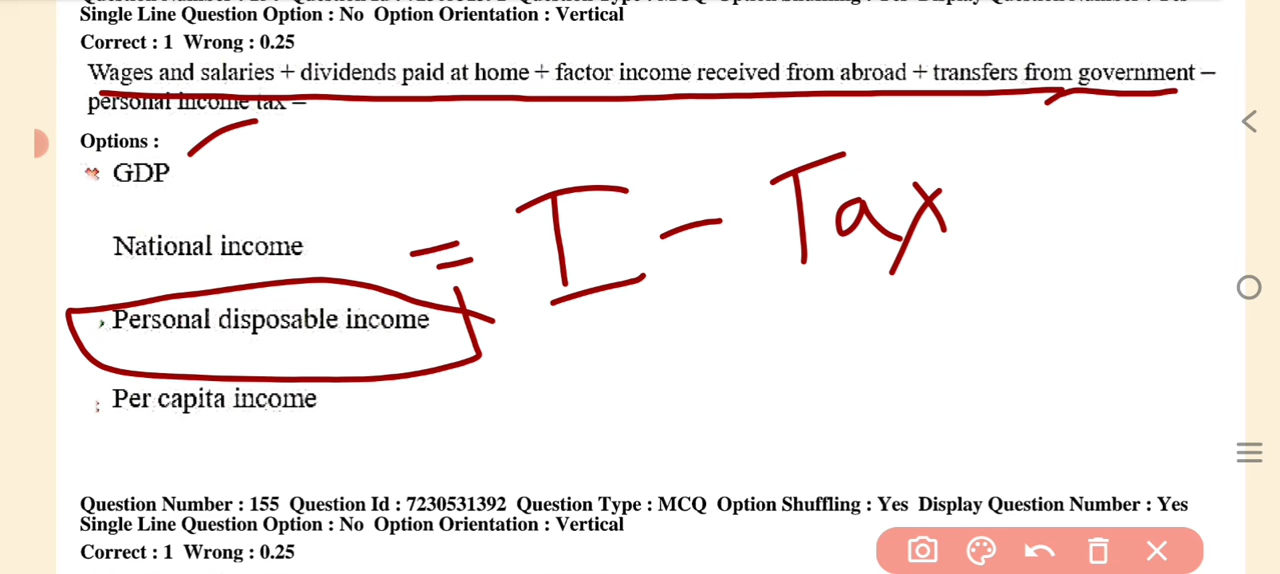 Single Line Question Option : No Option Orientation : Vertical
Correct : 1 Wrong : 0.25
Wages and salaries + dividends paid at home + factor income received from abroad + transfers from government –
personal income tax =
Options :
GDP
National income
= I - Tax
Personal disposable income
Per capita income
Question Number : 155 Question Id : 7230531392 Question Type : MCQ Option Shuffling : Yes Display Question Number : Yes
Single Line Question Option : No Option Orientation : Vertical
Correct : 1 Wrong : 0.25